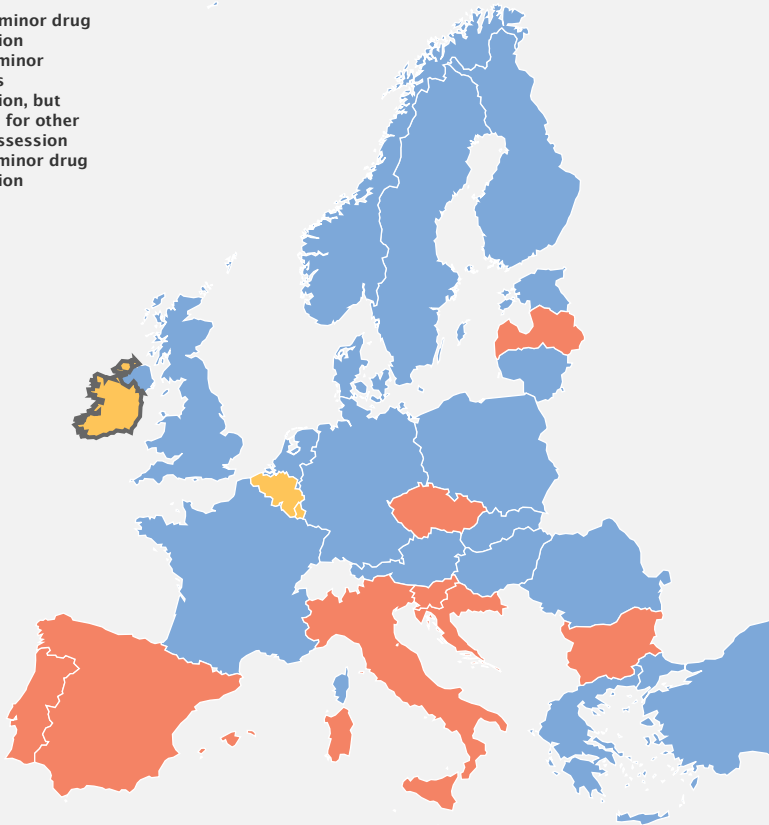 minor drug
ion
minor
s
ion, but
for other
ssession
minor drug
ion